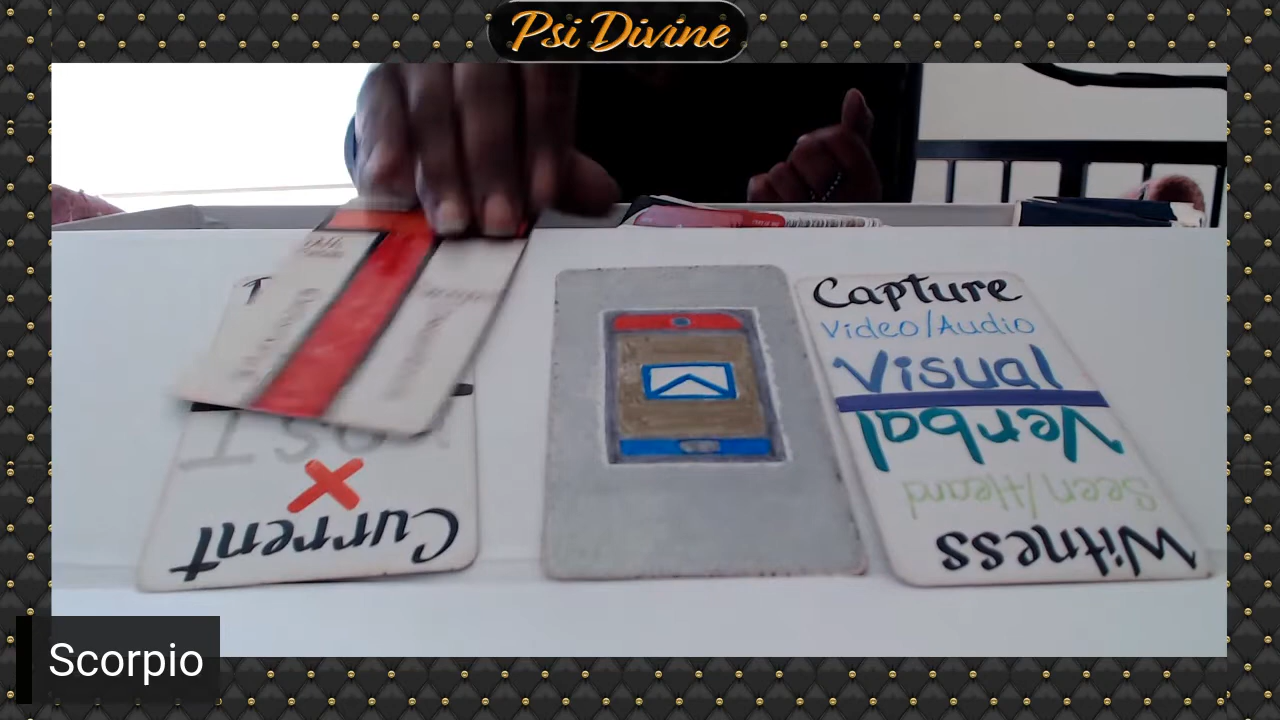 Psi Divine
Capture
Video/Audio
Visual
Verbal
Seen/Heard
Witness
Current
Scorpio